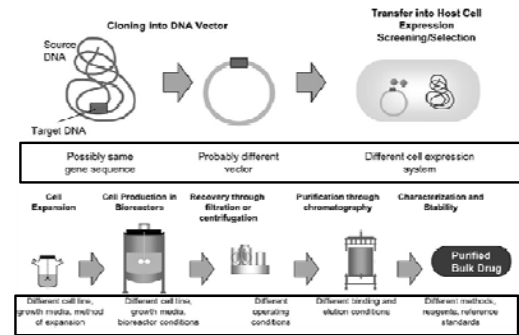 Cloning into DNA Vector
Transfer into Host Cell
Expression
Screening/Selection
Source
DNA
Target DNA
Possibly same
gene sequence
Probably different
vector
Different cell expression
system
Cell
Expansion
Cell Production in
Bioreactors
Recovery through
filtration or
centrifugation
Purification through
chromatography
Characterization and
Stability
Purified
Bulk Drug
Different cell line,
growth media, method
of expansion
Different cell line,
growth media,
bioreactor conditions
Different
operating
conditions
Different binding and
elution conditions
Different methods,
reagents, reference
standards